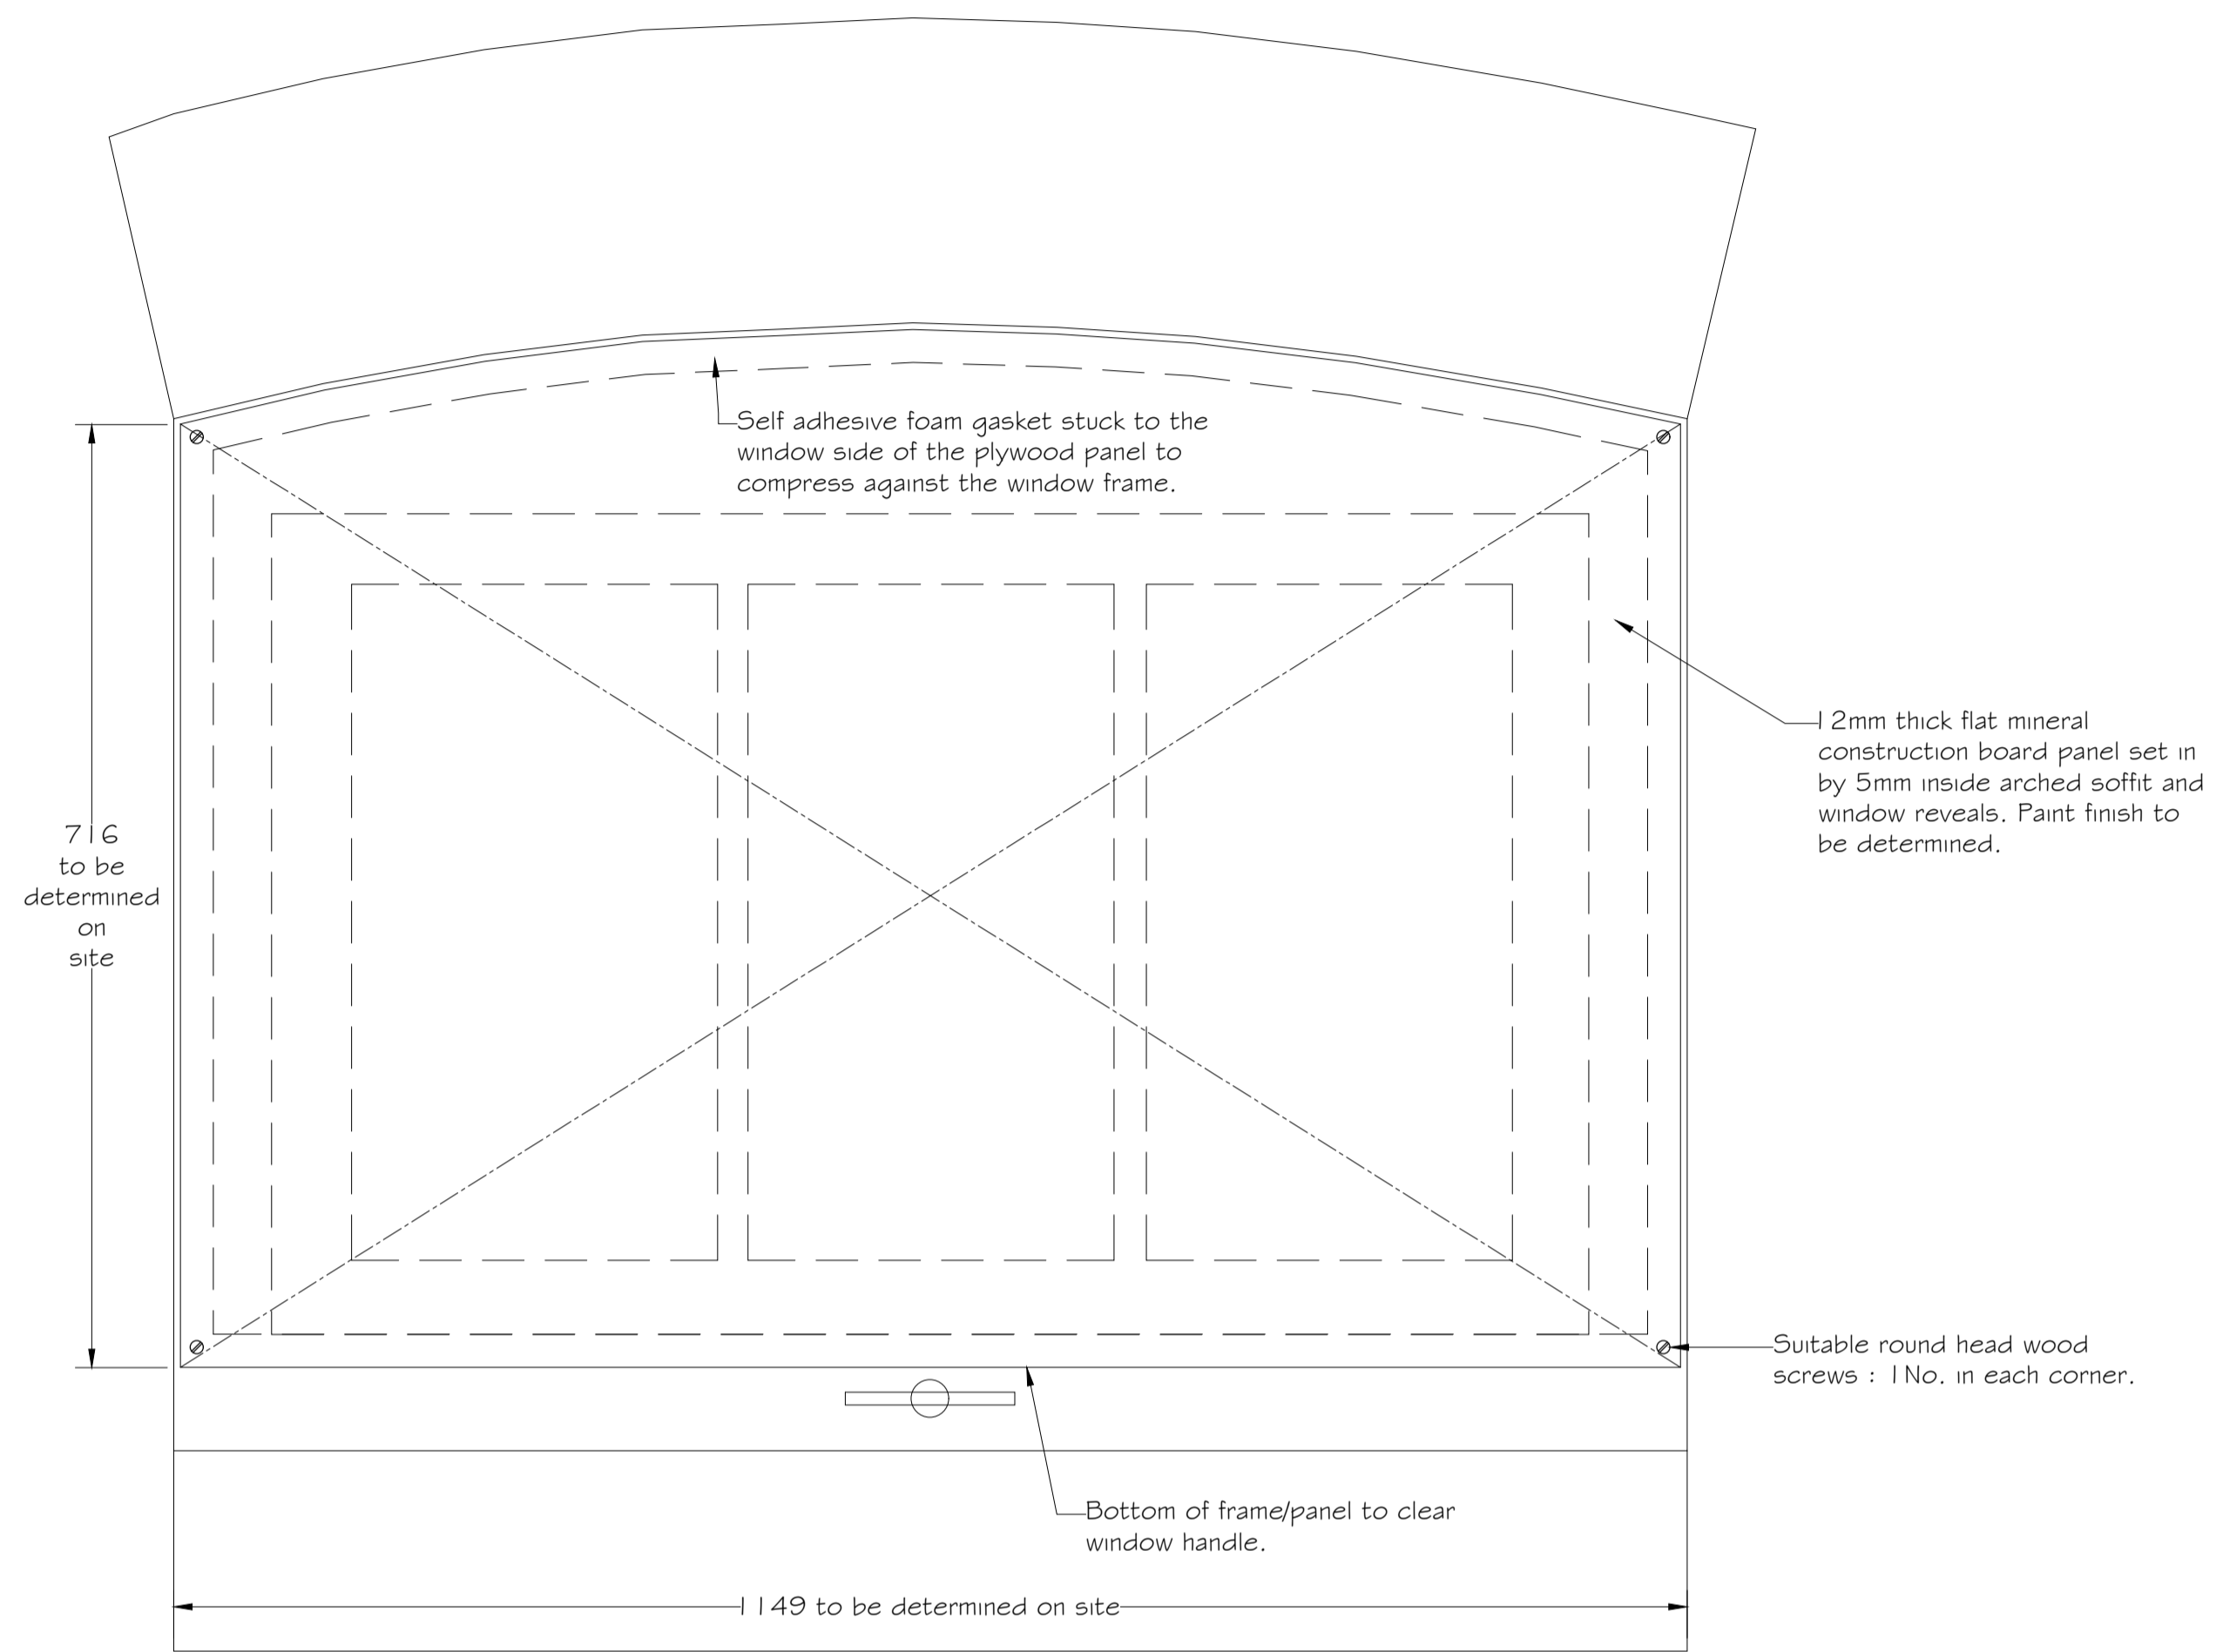 Self adhesive foam gasket stuck to the
window side of the plywood panel to
compress against the window frame.
12mm thick flat mineral
construction board panel set in
by 5mm inside arched soffit and
window reveals. Paint finish to
be determined.
716
to be
determined
on
site
Suitable round head wood
screws : 1No. in each corner.
Bottom of frame/panel to clear
window handle.
1149 to be determined on site